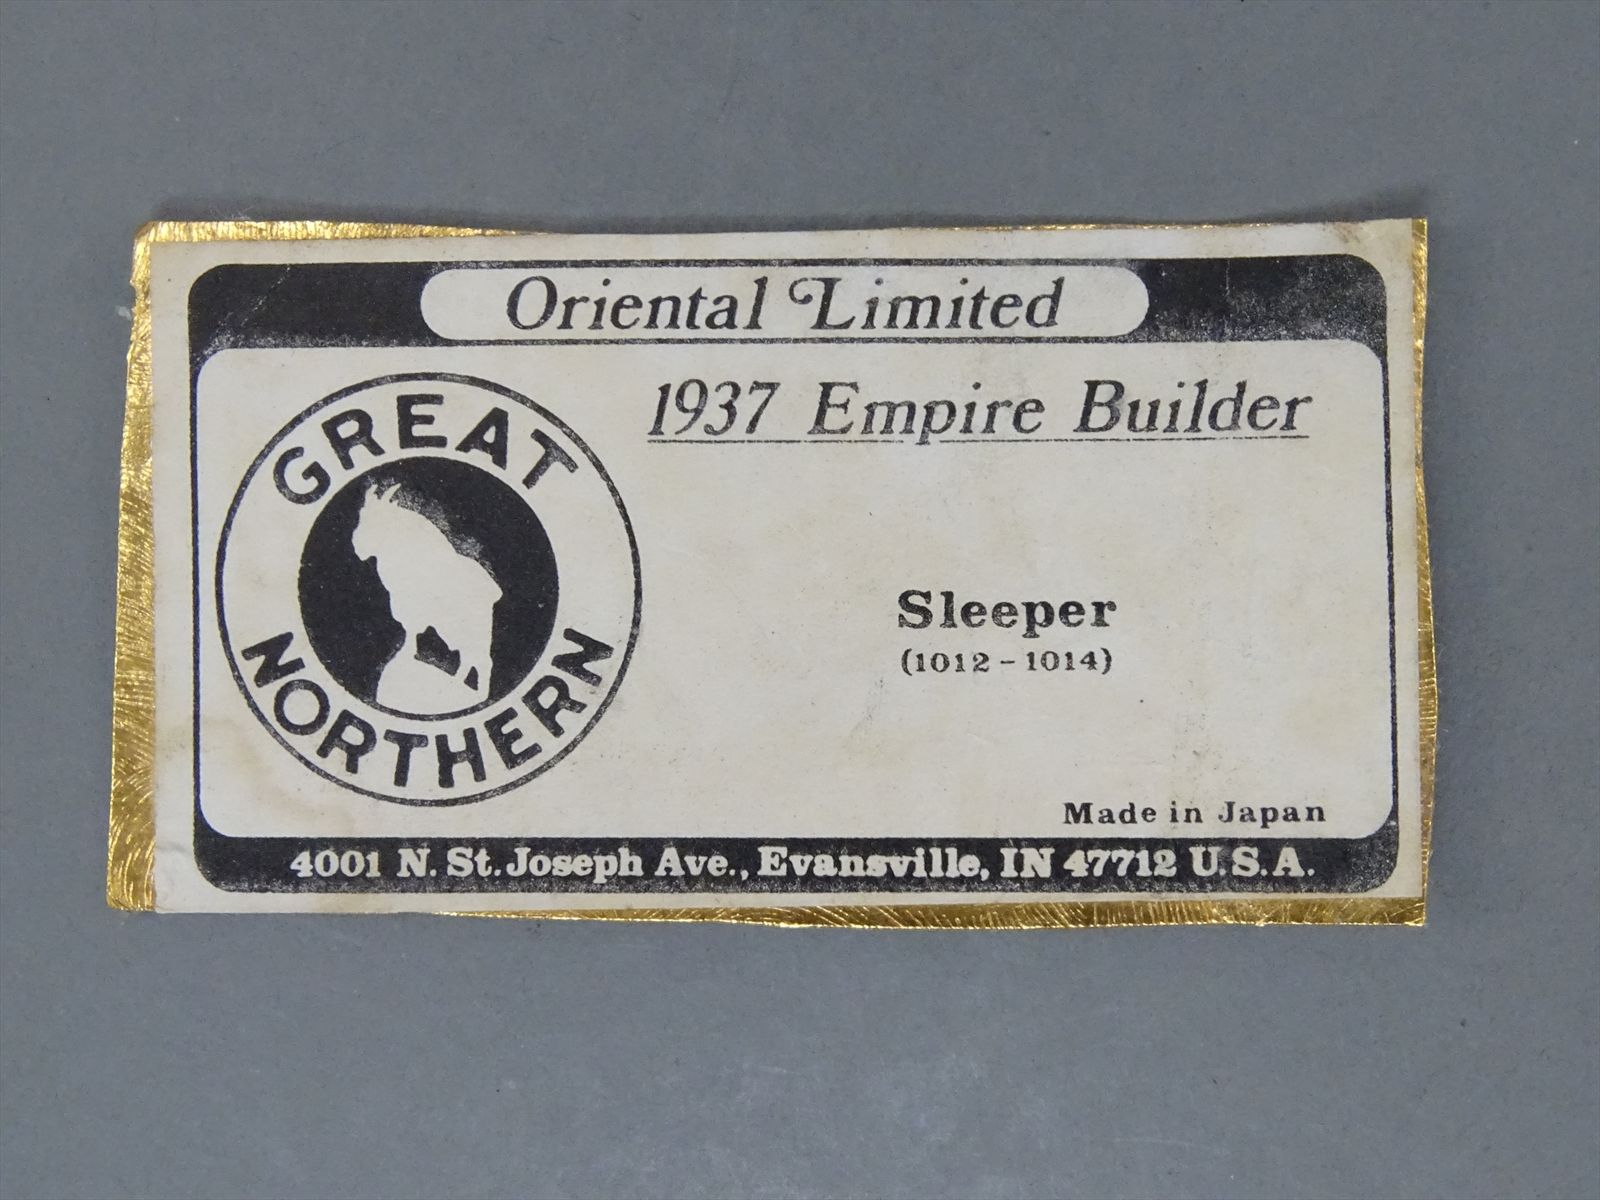 Oriental Limited
1937 Empire Builder
GREAT
NORTHERN
Sleeper
(1012-1014)
Made in Japan
4001 N. St. Joseph Ave., Evansville, IN 47712 U.S.A.